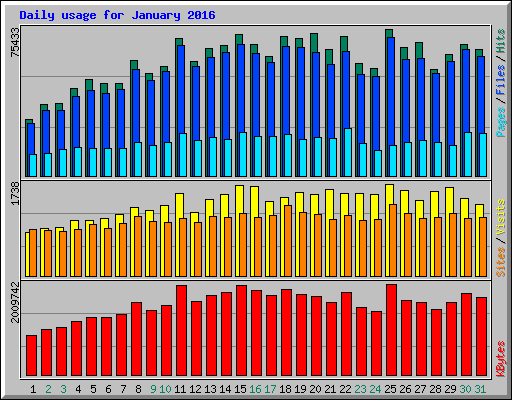 Daily usage for January 2016
75433
Pages / Files / Hits
1738
Sites / Visits
2009742
KBytes
1 2 3 4 5 6 7 8 9 10 11 12 13 14 15 16 17 18 19 20 21 22 23 24 25 26 27 28 29 30 31